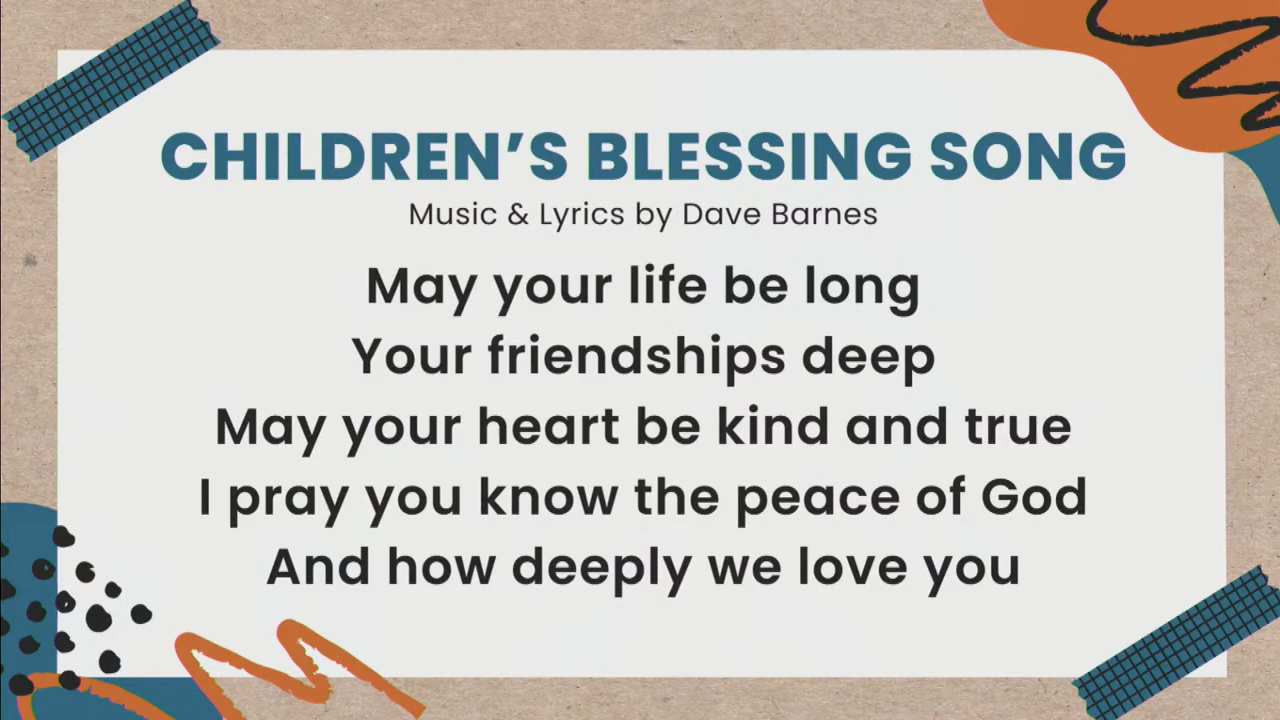 CHILDREN’S BLESSING SONG
Music & Lyrics by Dave Barnes
May your life be long
Your friendships deep
May your heart be kind and true
I pray you know the peace of God
And how deeply we love you